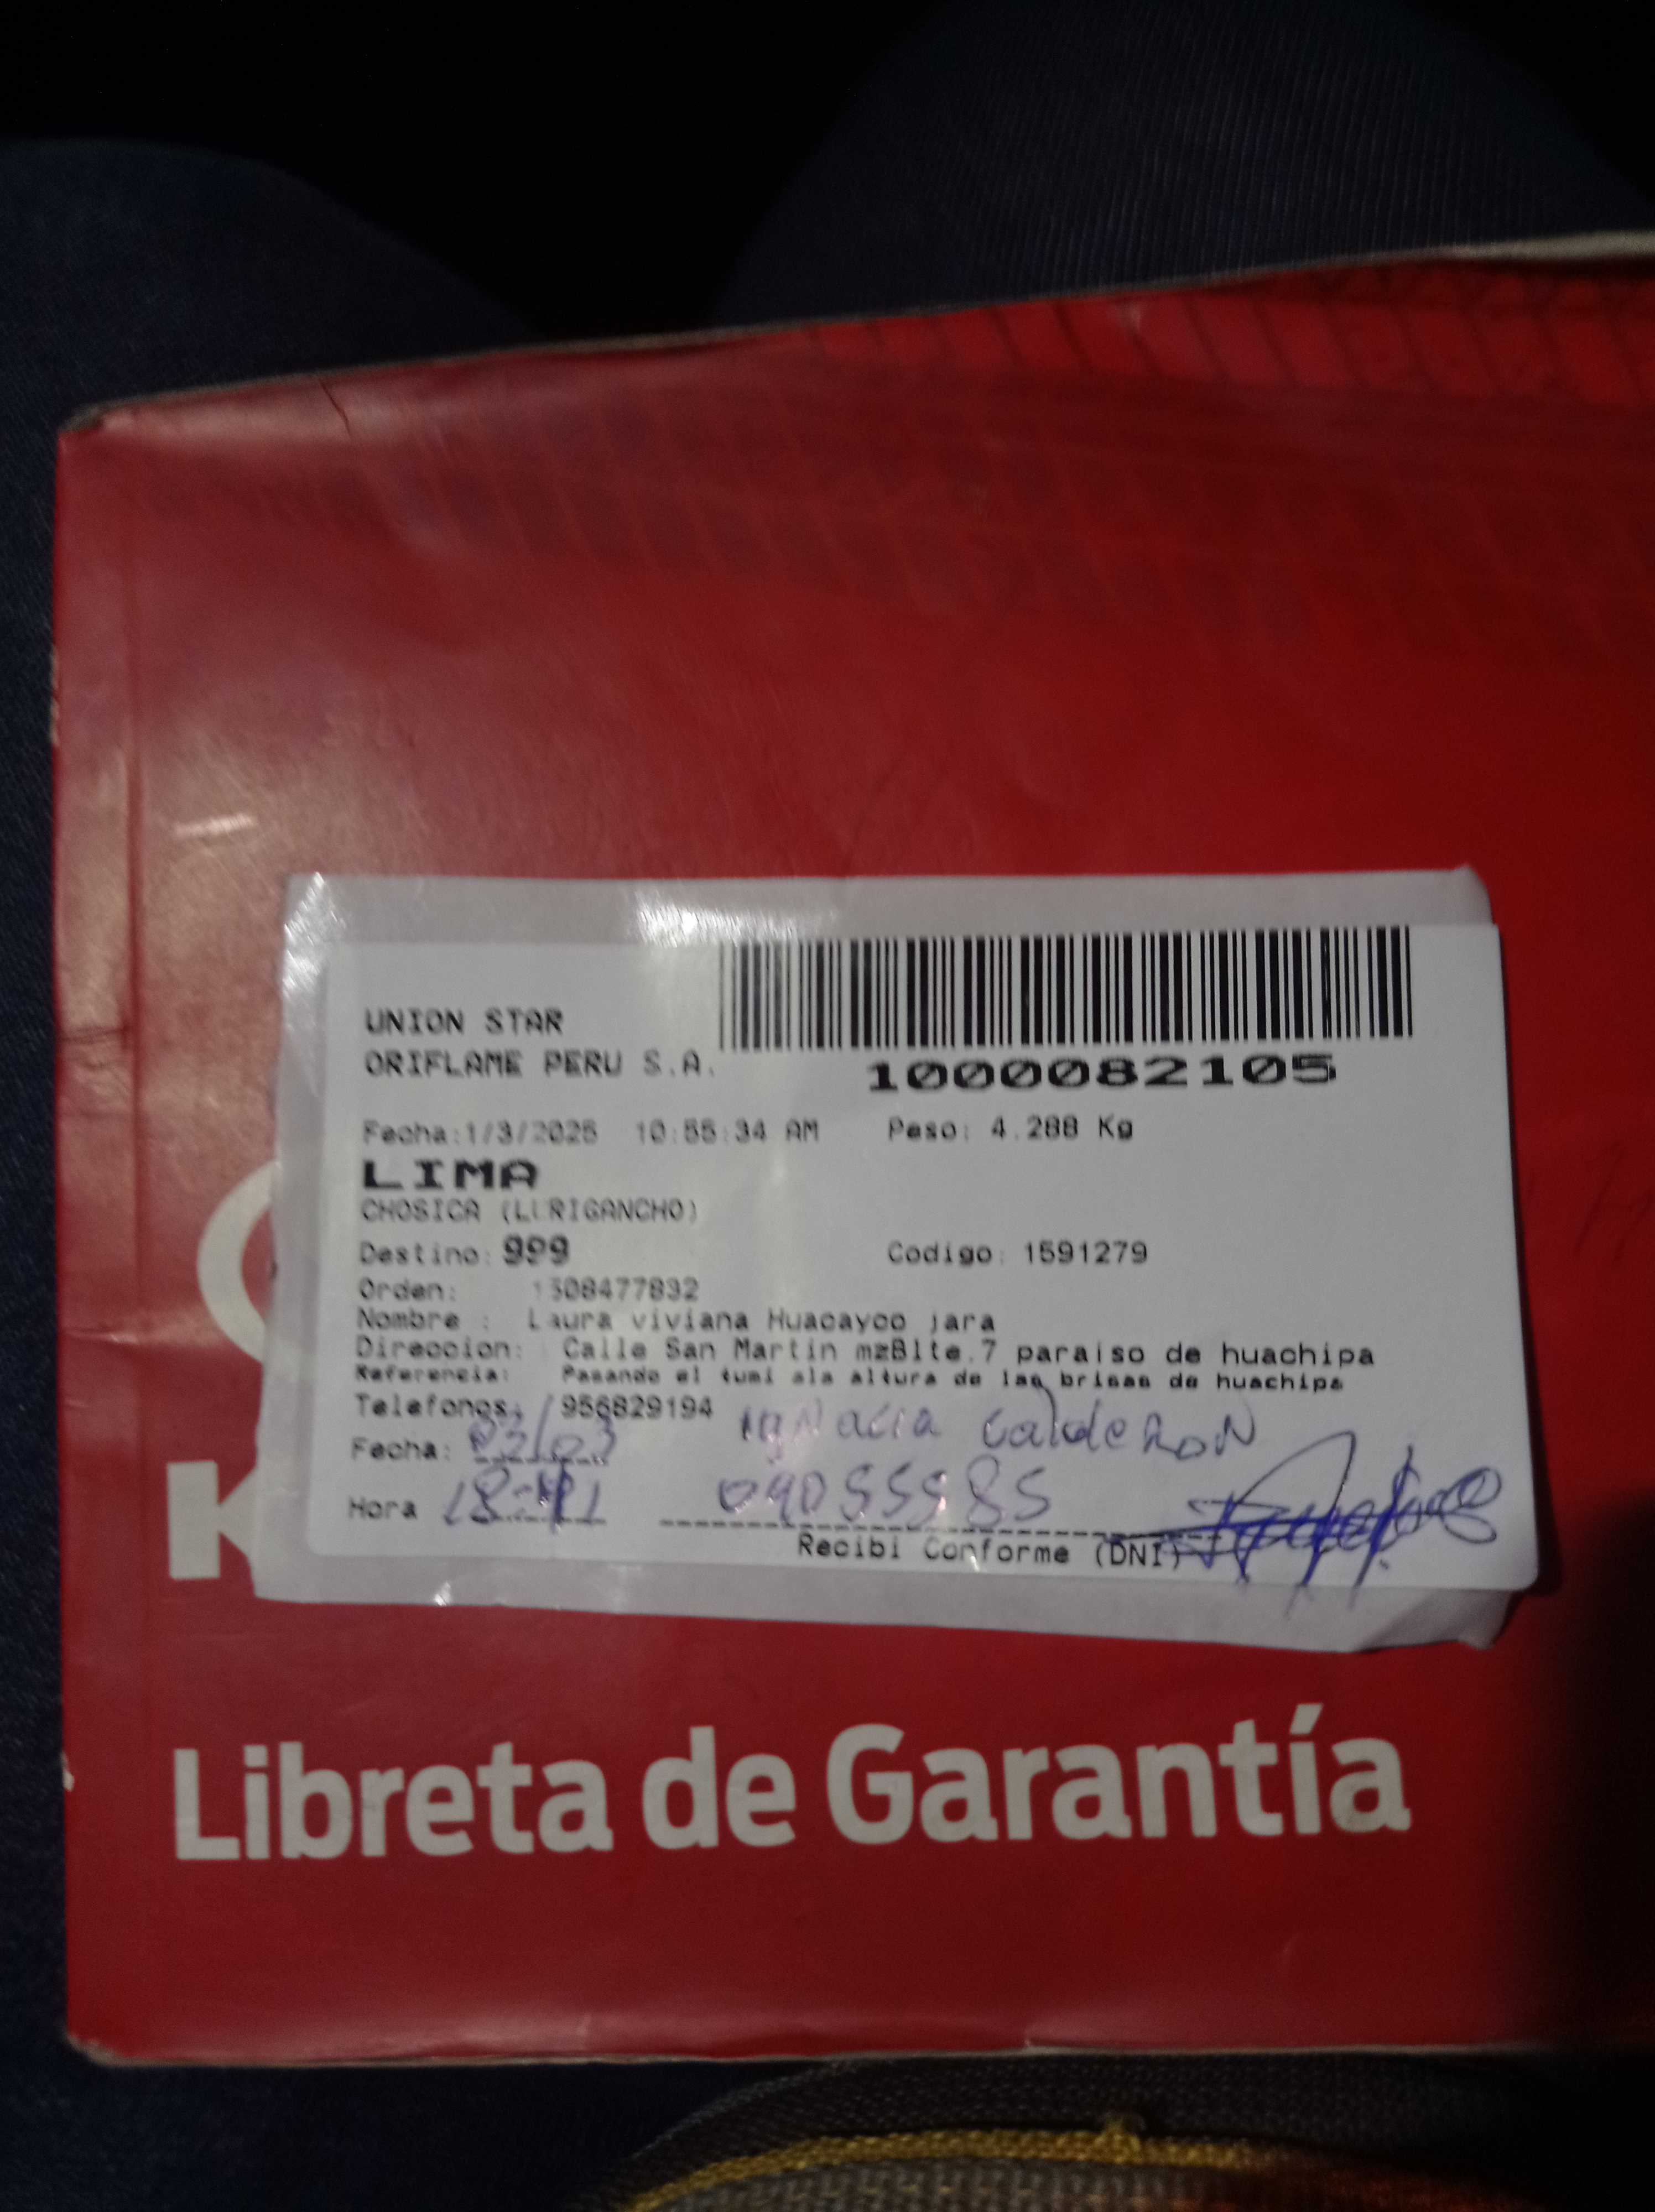 UNION STAR
ORIFLAME PERU S.A.
1000082105
Fecha:1/3/2025 10:55:34 AM Peso: 4.288 Kg
LIMA
CHOSICA (LURIGANCHO)
Destino: 999 Codigo: 1591279
Orden: 1308477832
Nombre : Laura viviana Huacayco jara
Direccion: Calle San Martin mzBlte.7 paraiso de huachipa
Referencia: Pasando el tumi ala altura de las brisas de huachipa
Telefonos: / 956829194 Ignacia CaldeRoN
Fecha: /03
Hora 18: 09055985
Recibi Conforme (DNI)
K
Libreta de Garantía